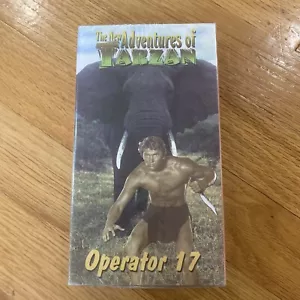 The New Adventures of
TARZAN
Operator 17